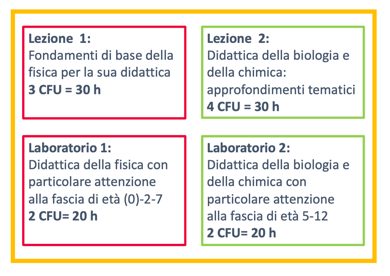 Lezione 1:
Fondamenti di base della
fisica per la sua didattica
3 CFU = 30 h
Lezione 2:
Didattica della biologia e
della chimica:
approfondimenti tematici
4 CFU = 30 h
Laboratorio 1:
Didattica della fisica con
particolare attenzione
alla fascia di età (0)-2-7
2 CFU= 20 h
Laboratorio 2:
Didattica della biologia e
della chimica con
particolare attenzione
alla fascia di età 5-12
2 CFU= 20 h